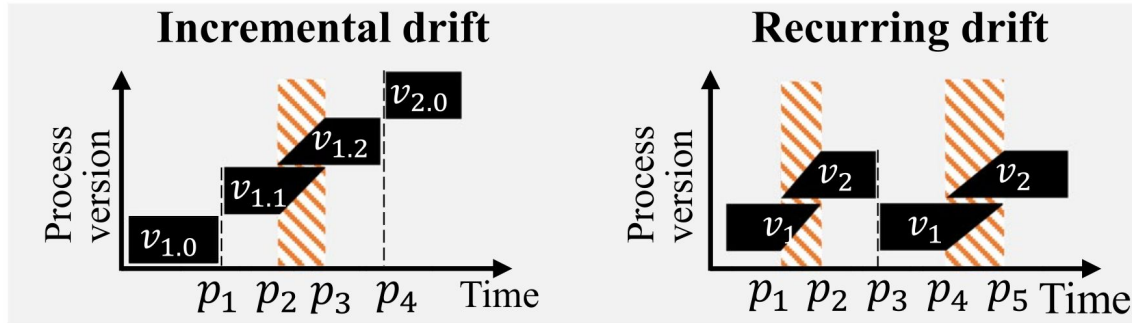 Incremental drift
Process version
v1.0
v1.1
v1.2
v2.0
p1 p2 p3 p4 Time
Recurring drift
Process version
v1
v2
v1
v2
p1 p2 p3 p4 p5 Time